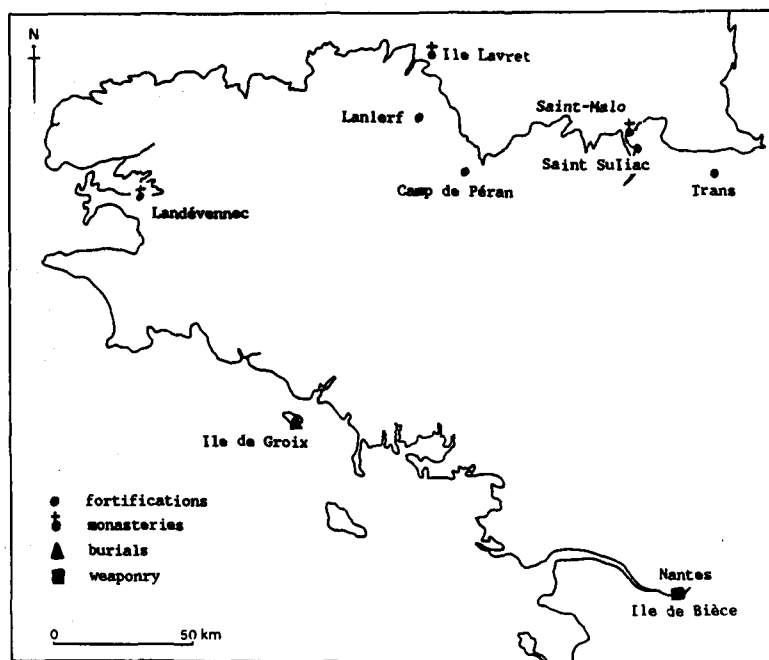 N
Ile Lavret
Lanlerf
Saint-Malo
Saint Suliac
Camp de Péran
Trans
Landévennec
Ile de Groix
fortifications
monasteries
burials
weaponry
Nantes
Ile de Bièce
0 50 km